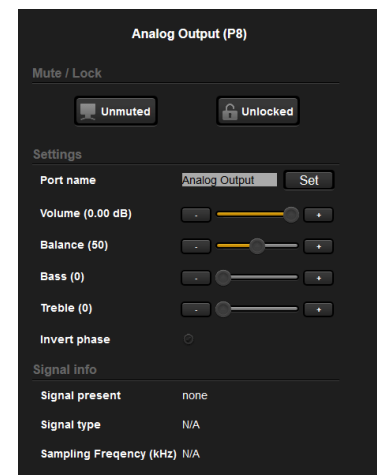 Analog Output (P8)
Mute / Lock
Unmuted Unlocked
Settings
Port name Analog Output Set
Volume (0.00 dB) - +
Balance (50) - +
Bass (0) - +
Treble (0) - +
Invert phase
Signal info
Signal present none
Signal type N/A
Sampling Freqency (kHz) N/A